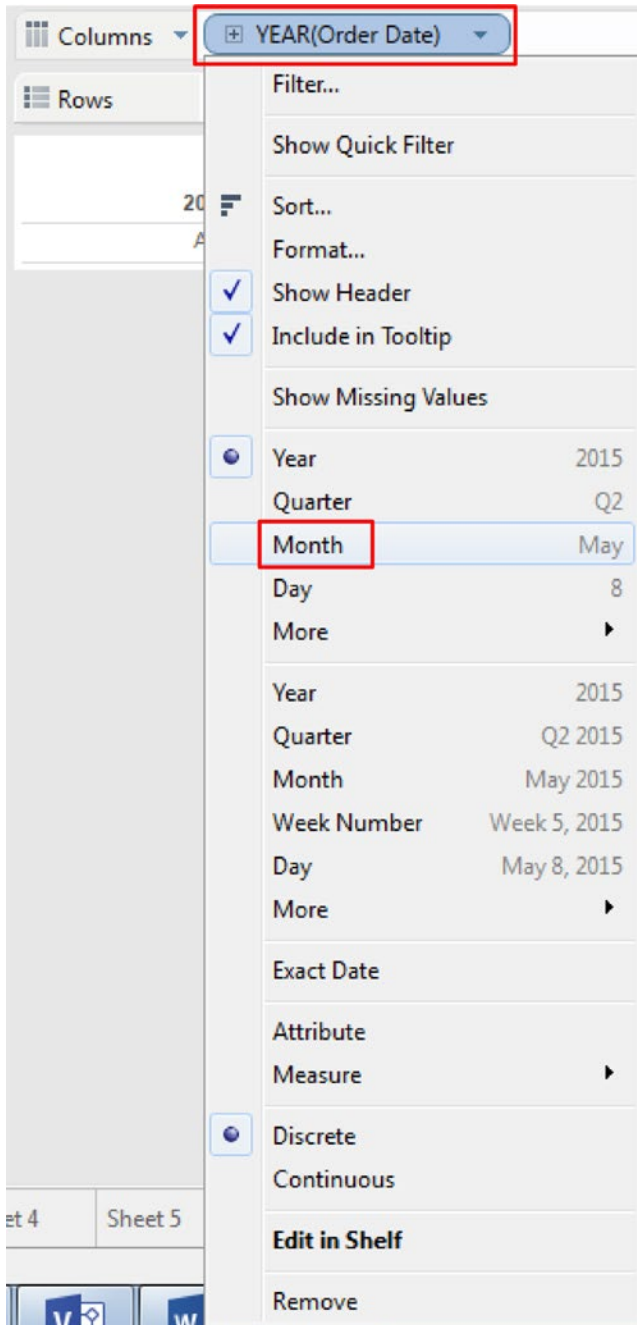 Columns YEAR(Order Date)
Filter...
Rows
Show Quick Filter
20 Sort...
A Format...
Show Header
Include in Tooltip
Show Missing Values
Year 2015
Quarter Q2
Month May
Day 8
More
Year 2015
Quarter Q2 2015
Month May 2015
Week Number Week 5, 2015
Day May 8, 2015
More
Exact Date
Attribute
Measure
Discrete
Continuous
et 4 Sheet 5
Edit in Shelf
Remove
V W